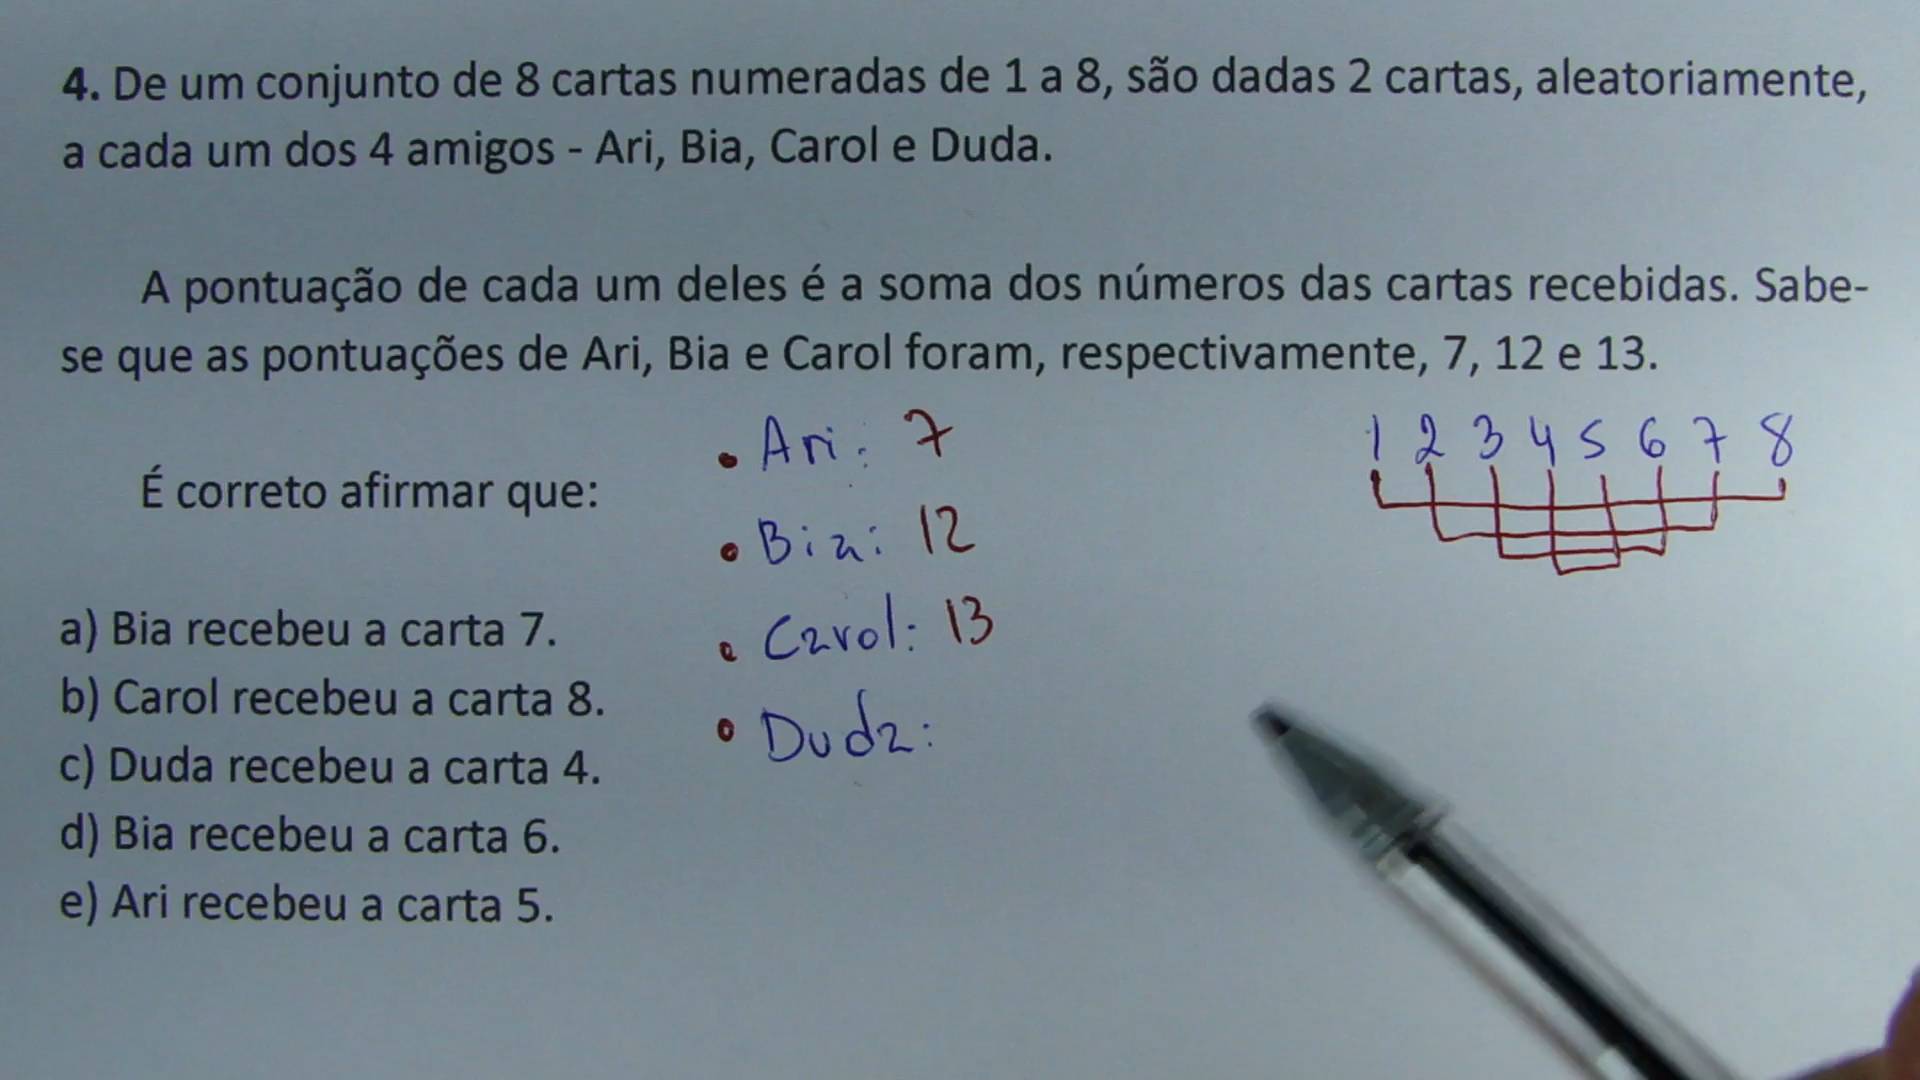 4. De um conjunto de 8 cartas numeradas de 1 a 8, são dadas 2 cartas, aleatoriamente,
a cada um dos 4 amigos - Ari, Bia, Carol e Duda.
A pontuação de cada um deles é a soma dos números das cartas recebidas. Sabe-
se que as pontuações de Ari, Bia e Carol foram, respectivamente, 7, 12 e 13.
É correto afirmar que:
a) Bia recebeu a carta 7.
b) Carol recebeu a carta 8.
c) Duda recebeu a carta 4.
d) Bia recebeu a carta 6.
e) Ari recebeu a carta 5.
• Ari: 7
• Bia: 12
• Carol: 13
• Duda:
1 2 3 4 5 6 7 8